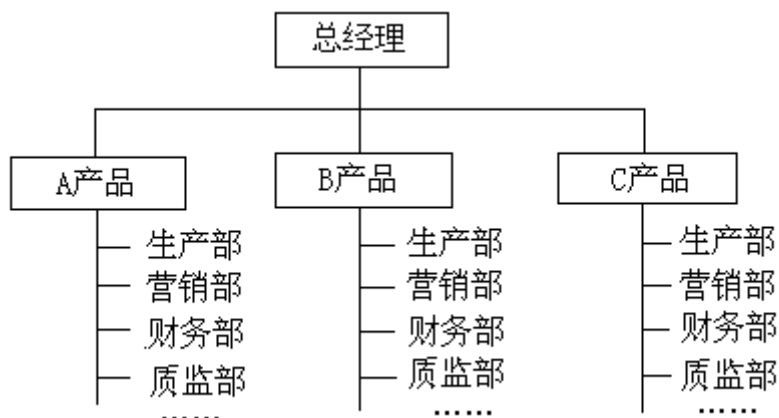 总经理
A产品
B产品
C产品
生产部
营销部
财务部
质监部
……
生产部
营销部
财务部
质监部
……
生产部
营销部
财务部
质监部
……